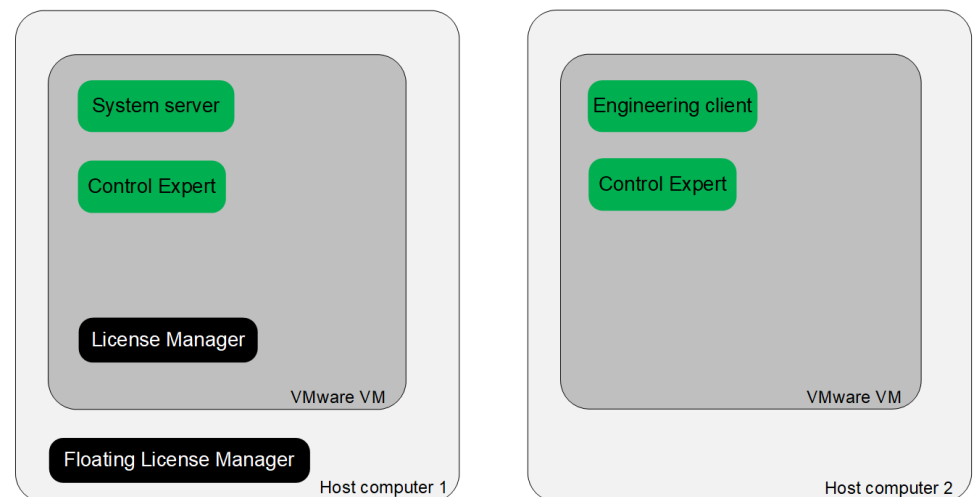 System server
Control Expert
License Manager
VMware VM
Floating License Manager
Host computer 1
Engineering client
Control Expert
VMware VM
Host computer 2